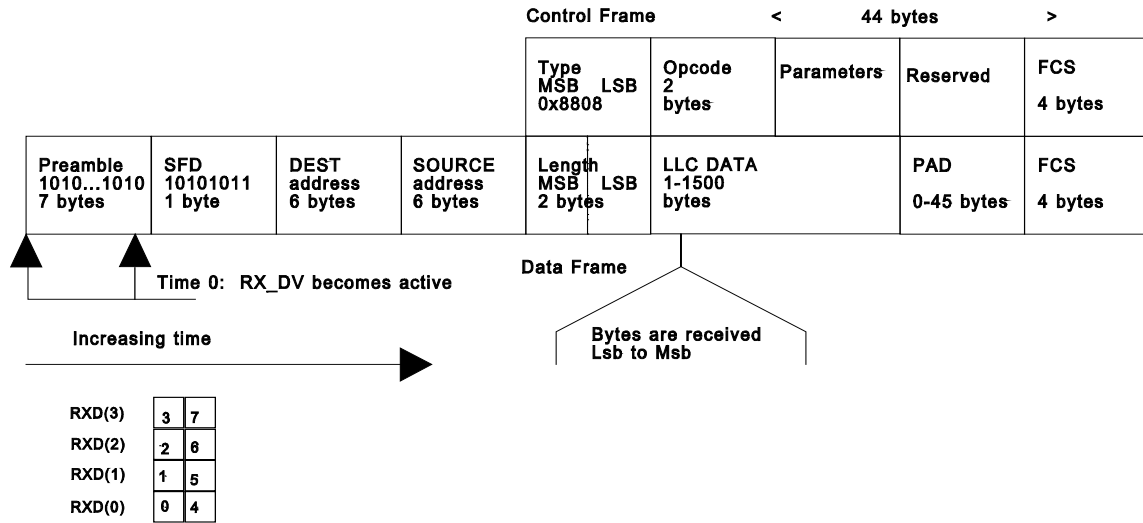 Control Frame < 44 bytes >
Type
MSB LSB
0x8808
Opcode
2
bytes
Parameters
Reserved
FCS
4 bytes
Preamble
1010...1010
7 bytes
SFD
10101011
1 byte
DEST
address
6 bytes
SOURCE
address
6 bytes
Length
MSB LSB
2 bytes
LLC DATA
1-1500
bytes
PAD
0-45 bytes
FCS
4 bytes
Time 0: RX_DV becomes active
Data Frame
Increasing time
Bytes are received
Lsb to Msb
RXD(3) 3 7
RXD(2) 2 6
RXD(1) 1 5
RXD(0) 0 4